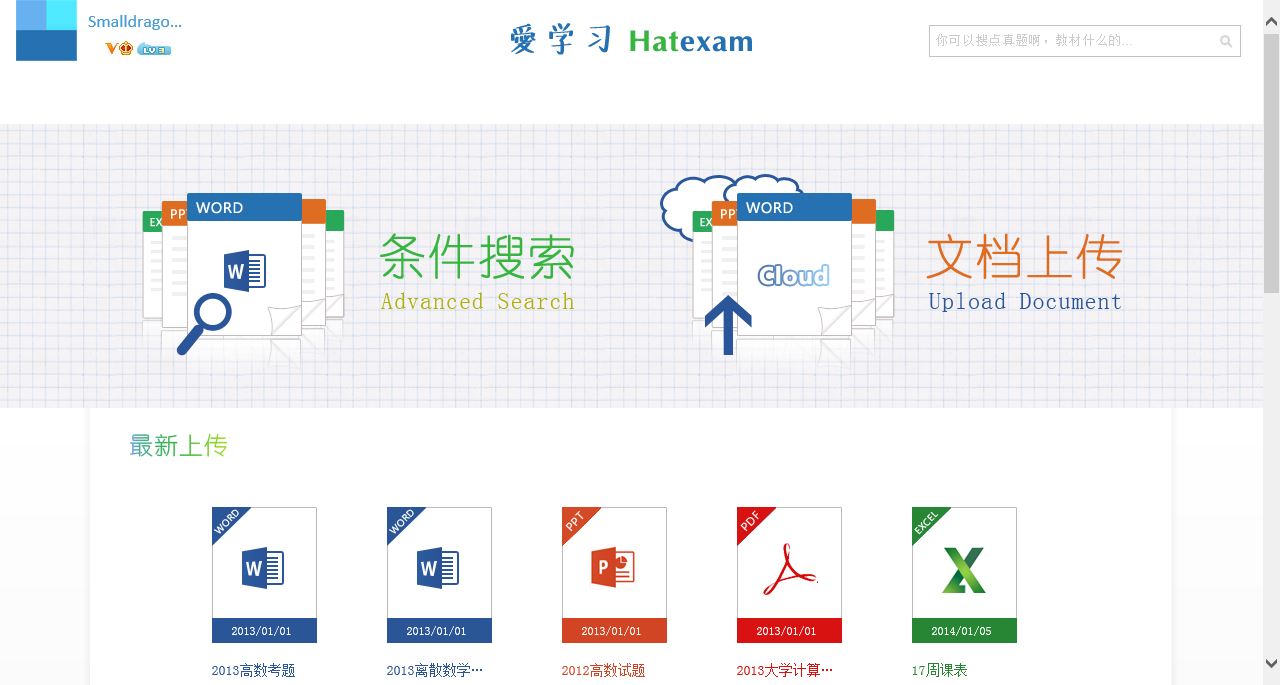 Smalldrago...
V LV 3
愛学习 Hatexam
你可以搜点真题啊，教材什么的...
EX PP WORD
W
条件搜索
Advanced Search
EX PP WORD
Cloud
文档上传
Upload Document
最新上传
WORD WORD PPT PDF EXCEL
W W P X
2013/01/01 2013/01/01 2013/01/01 2013/01/01 2014/01/05
2013高数考题 2013离散数学… 2012高数试题 2013大学计算… 17周课表